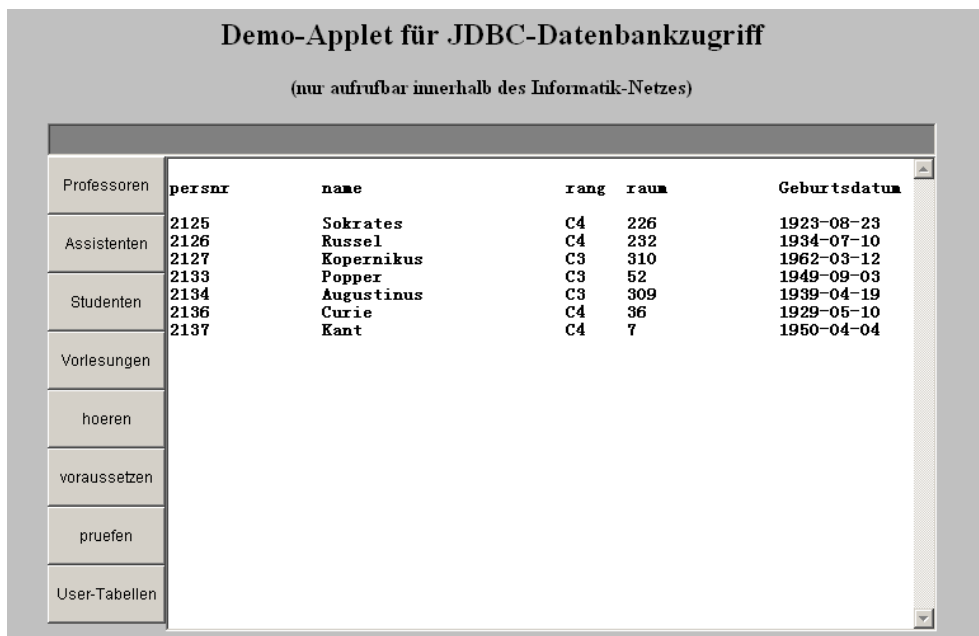 Demo-Applet für JDBC-Datenbankzugriff
(nur aufrufbar innerhalb des Informatik-Netzes)
Professoren
Assistenten
Studenten
Vorlesungen
hoeren
voraussetzen
pruefen
User-Tabellen
persnr name rang raum Geburtsdatum
2125 Sokrates C4 226 1923-08-23
2126 Russel C4 232 1934-07-10
2127 Kopernikus C3 310 1962-03-12
2133 Popper C3 52 1949-09-03
2134 Augustinus C3 309 1939-04-19
2136 Curie C4 36 1929-05-10
2137 Kant C4 7 1950-04-04